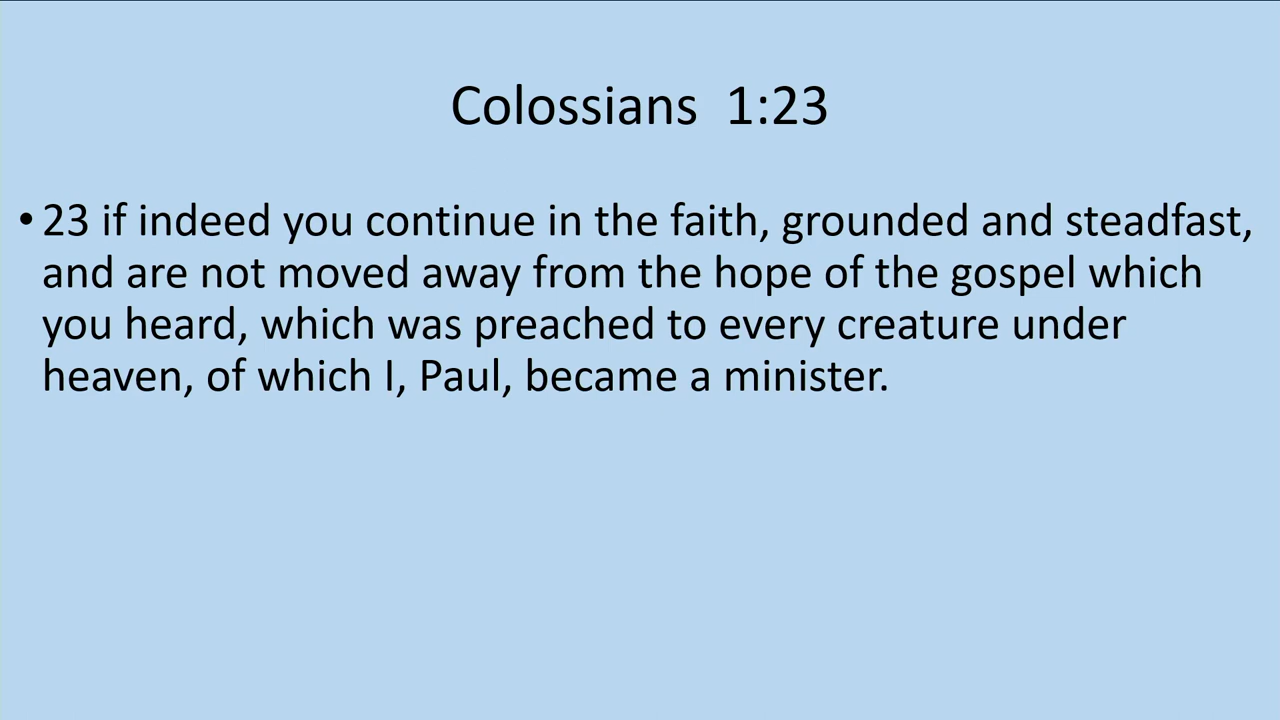 Colossians 1:23
• 23 if indeed you continue in the faith, grounded and steadfast,
and are not moved away from the hope of the gospel which
you heard, which was preached to every creature under
heaven, of which I, Paul, became a minister.